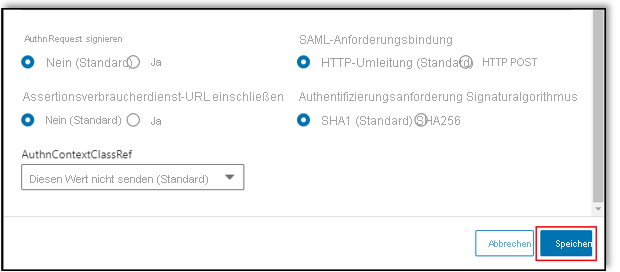 AuthnRequest signieren
SAML-Anforderungsbindung
Nein (Standard) Ja
HTTP-Umleitung (Standard) HTTP POST
Assertionsverbraucherdienst-URL einschließen
Authentifizierungsanforderung Signaturalgorithmus
Nein (Standard) Ja
SHA1 (Standard) SHA256
AuthnContextClassRef
Diesen Wert nicht senden (Standard)
Abbrechen
Speichern